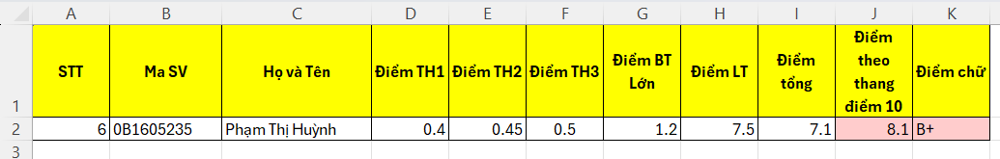 A B C D E F G H I J K
1 STT Ma SV Họ và Tên Điểm TH1 Điểm TH2 Điểm TH3 Điểm BT Lớn Điểm LT Điểm tổng Điểm theo thang điểm 10 Điểm chữ
2 6 0B1605235 Phạm Thị Huỳnh 0.4 0.45 0.5 1.2 7.5 7.1 8.1 B+
3